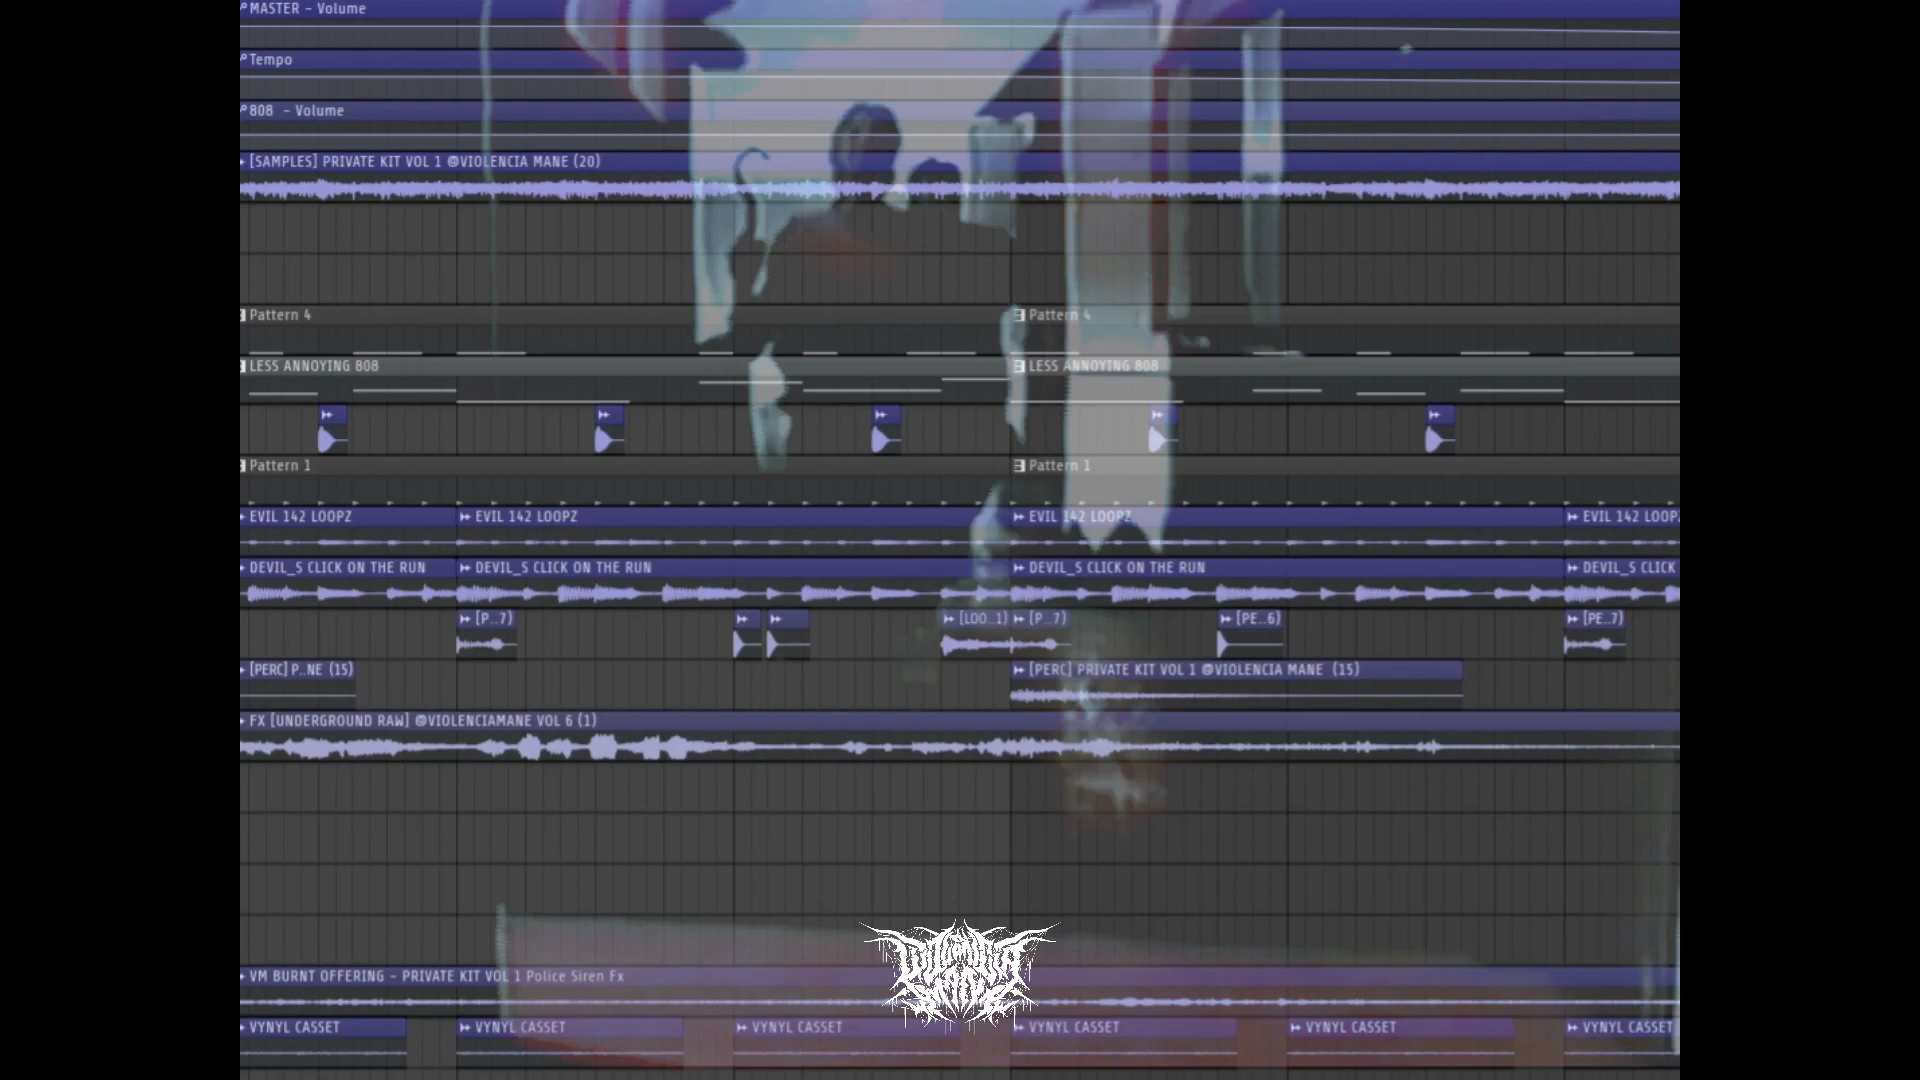 MASTER - Volume
Tempo
808 - Volume
[SAMPLES] PRIVATE KIT VOL 1 @VIOLENCIA MANE (20)
Pattern 4 Pattern 4
LESS ANNOYING 808 LESS ANNOYING 808
Pattern 1 Pattern 1
EVIL 142 LOOPZ EVIL 142 LOOPZ EVIL 142 LOOPZ EVIL 142 LOOPZ
DEVIL_S CLICK ON THE RUN DEVIL_S CLICK ON THE RUN DEVIL_S CLICK ON THE RUN DEVIL_S CLICK
[P..7) [LOO..1) [P..7) [PE..6) [PE..7)
[PERC] P..NE (15) [PERC] PRIVATE KIT VOL 1 @VIOLENCIA MANE (15)
FX [UNDERGROUND RAW] @VIOLENCIAMANE VOL 6 (1)
VM BURNT OFFERING - PRIVATE KIT VOL 1 Police Siren Fx
VYNYL CASSET VYNYL CASSET VYNYL CASSET VYNYL CASSET VYNYL CASSET VYNYL CASSET